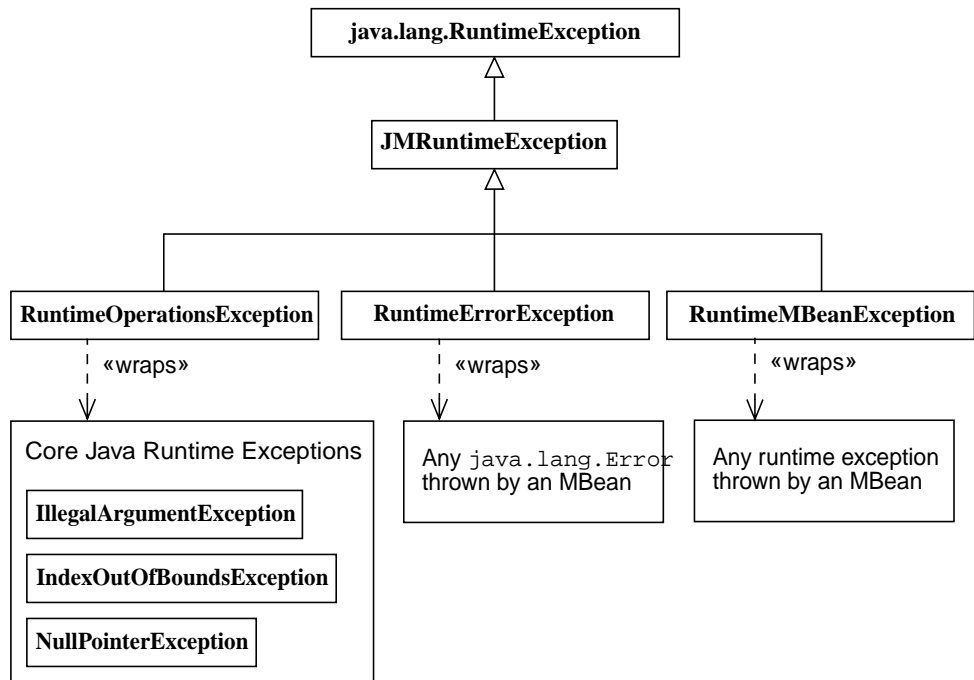 java.lang.RuntimeException
JMRuntimeException
RuntimeOperationsException
RuntimeErrorException
RuntimeMBeanException
«wraps»
«wraps»
«wraps»
Core Java Runtime Exceptions
IllegalArgumentException
IndexOutOfBoundsException
NullPointerException
Any java.lang.Error
thrown by an MBean
Any runtime exception
thrown by an MBean